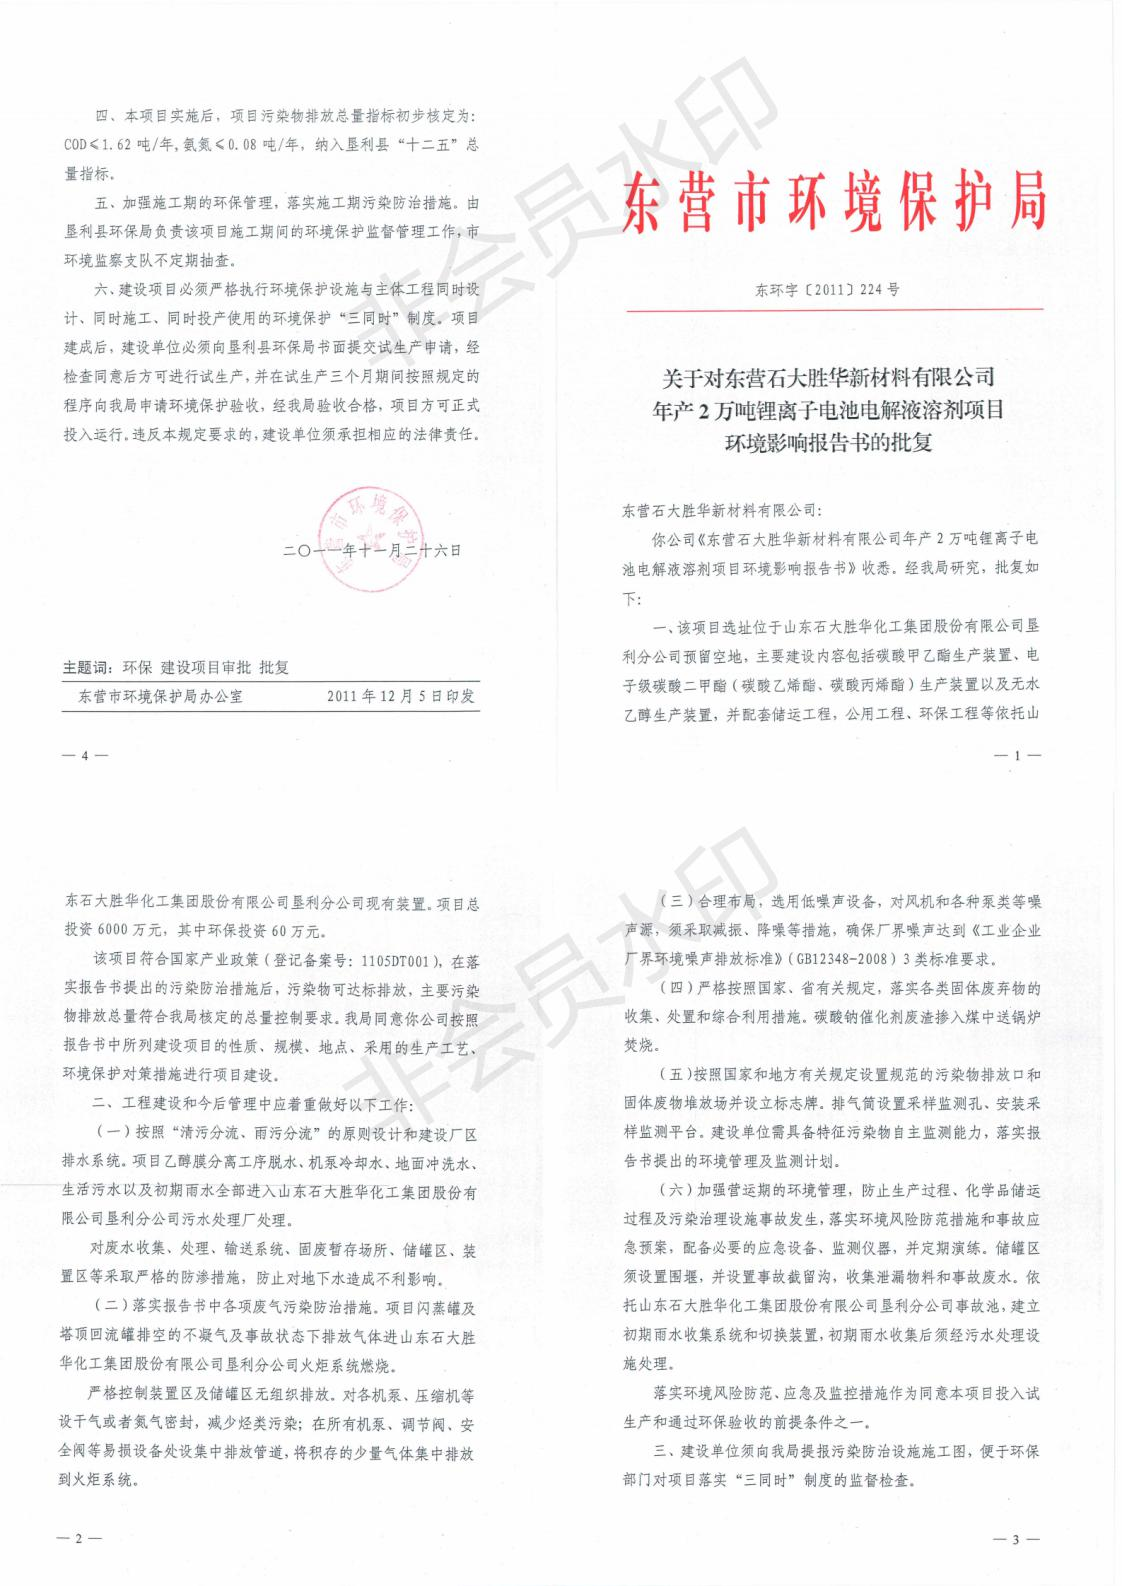 东营市环境保护局
东环字〔2011〕224号
关于对东营石大胜华新材料有限公司
年产2万吨锂离子电池电解液溶剂项目
环境影响报告书的批复
东营石大胜华新材料有限公司：
你公司《东营石大胜华新材料有限公司年产2万吨锂离子电
池电解液溶剂项目环境影响报告书》收悉。经我局研究，批复如
下：
一、该项目选址位于山东石大胜华化工集团股份有限公司垦
利分公司预留空地，主要建设内容包括碳酸甲乙酯生产装置、电
子级碳酸二甲酯（碳酸乙烯酯、碳酸丙烯酯）生产装置以及无水
乙醇生产装置，并配套储运工程，公用工程、环保工程等依托山
— 1 —
东石大胜华化工集团股份有限公司垦利分公司现有装置。项目总
投资6000万元，其中环保投资60万元。
该项目符合国家产业政策（登记备案号：1105DT001），在落
实报告书提出的污染防治措施后，污染物可达标排放，主要污染
物排放总量符合我局核定的总量控制要求。我局同意你公司按照
报告书中所列建设项目的性质、规模、地点、采用的生产工艺、
环境保护对策措施进行项目建设。
二、工程建设和今后管理中应着重做好以下工作：
（一）按照“清污分流、雨污分流”的原则设计和建设厂区
排水系统。项目乙醇膜分离工序脱水、机泵冷却水、地面冲洗水、
生活污水以及初期雨水全部进入山东石大胜华化工集团股份有
限公司垦利分公司污水处理厂处理。
对废水收集、处理、输送系统、固废暂存场所、储罐区、装
置区等采取严格的防渗措施，防止对地下水造成不利影响。
（二）落实报告书中各项废气污染防治措施。项目闪蒸罐及
塔顶回流罐排空的不凝气及事故状态下排放气体进山东石大胜
华化工集团股份有限公司垦利分公司火炬系统燃烧。
严格控制装置区及储罐区无组织排放。对各机泵、压缩机等
设干气或者氮气密封，减少烃类污染；在所有机泵、调节阀、安
全阀等易损设备处设集中排放管道，将积存的少量气体集中排放
到火炬系统。
— 2 —
（三）合理布局，选用低噪声设备，对风机和各种泵类等噪
声源，须采取减振、降噪等措施，确保厂界噪声达到《工业企业
厂界环境噪声排放标准》（GB12348-2008）3类标准要求。
（四）严格按照国家、省有关规定，落实各类固体废弃物的
收集、处置和综合利用措施。碳酸钠催化剂废渣掺入煤中送锅炉
焚烧。
（五）按照国家和地方有关规定设置规范的污染物排放口和
固体废物堆放场并设立标志牌。排气筒设置采样监测孔、安装采
样监测平台。建设单位需具备特征污染物自主监测能力，落实报
告书提出的环境管理及监测计划。
（六）加强营运期的环境管理，防止生产过程、化学品储运
过程及污染治理设施事故发生，落实环境风险防范措施和事故应
急预案，配备必要的应急设备、监测仪器，并定期演练。储罐区
须设置围堰，并设置事故截留沟，收集泄漏物料和事故废水。依
托山东石大胜华化工集团股份有限公司垦利分公司事故池，建立
初期雨水收集系统和切换装置，初期雨水收集后须经污水处理设
施处理。
落实环境风险防范、应急及监控措施作为同意本项目投入试
生产和通过环保验收的前提条件之一。
三、建设单位须向我局提报污染防治设施施工图，便于环保
部门对项目落实“三同时”制度的监督检查。
— 3 —
四、本项目实施后，项目污染物排放总量指标初步核定为：
COD≤1.62吨/年，氨氮≤0.08吨/年，纳入垦利县“十二五”总
量指标。
五、加强施工期的环保管理，落实施工期污染防治措施。由
垦利县环保局负责该项目施工期间的环境保护监督管理工作，市
环境监察支队不定期抽查。
六、建设项目必须严格执行环境保护设施与主体工程同时设
计、同时施工、同时投产使用的环境保护“三同时”制度。项目
建成后，建设单位必须向垦利县环保局书面提交试生产申请，经
检查同意后方可进行试生产，并在试生产三个月期间按照规定的
程序向我局申请环境保护验收，经我局验收合格，项目方可正式
投入运行。违反本规定要求的，建设单位须承担相应的法律责任。
东营市环境保护局
二〇一一年十一月二十六日
主题词：环保 建设项目审批 批复
东营市环境保护局办公室 2011年12月5日印发
— 4 —
非会员水印
非会员水印